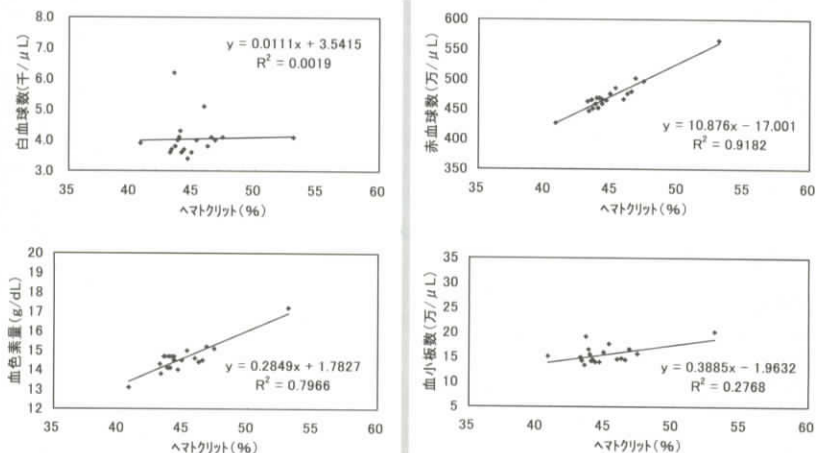 白血球数(千/μL)
8.0
7.0
6.0
5.0
4.0
3.0
y = 0.0111x + 3.5415
R² = 0.0019
35 40 45 50 55 60
ヘマトクリット(%)
赤血球数(万/μL)
600
550
500
450
400
350
y = 10.876x - 17.001
R² = 0.9182
35 40 45 50 55 60
ヘマトクリット(%)
血色素量(g/dL)
20
19
18
17
16
15
14
13
12
y = 0.2849x + 1.7827
R² = 0.7966
35 40 45 50 55 60
ヘマトクリット(%)
血小板数(万/μL)
35
30
25
20
15
10
5
y = 0.3885x - 1.9632
R² = 0.2768
35 40 45 50 55 60
ヘマトクリット(%)